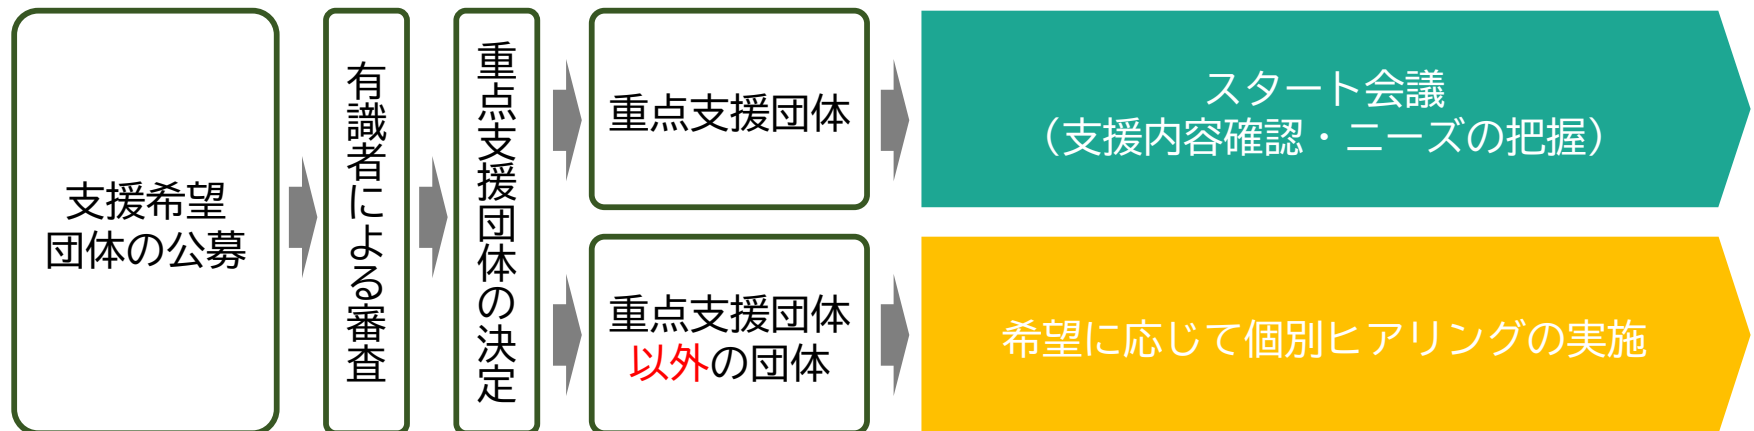 支援希望
団体の公募
有識者による審査
重点支援団体の決定
重点支援団体
スタート会議
（支援内容確認・ニーズの把握）
重点支援団体
以外の団体
希望に応じて個別ヒアリングの実施